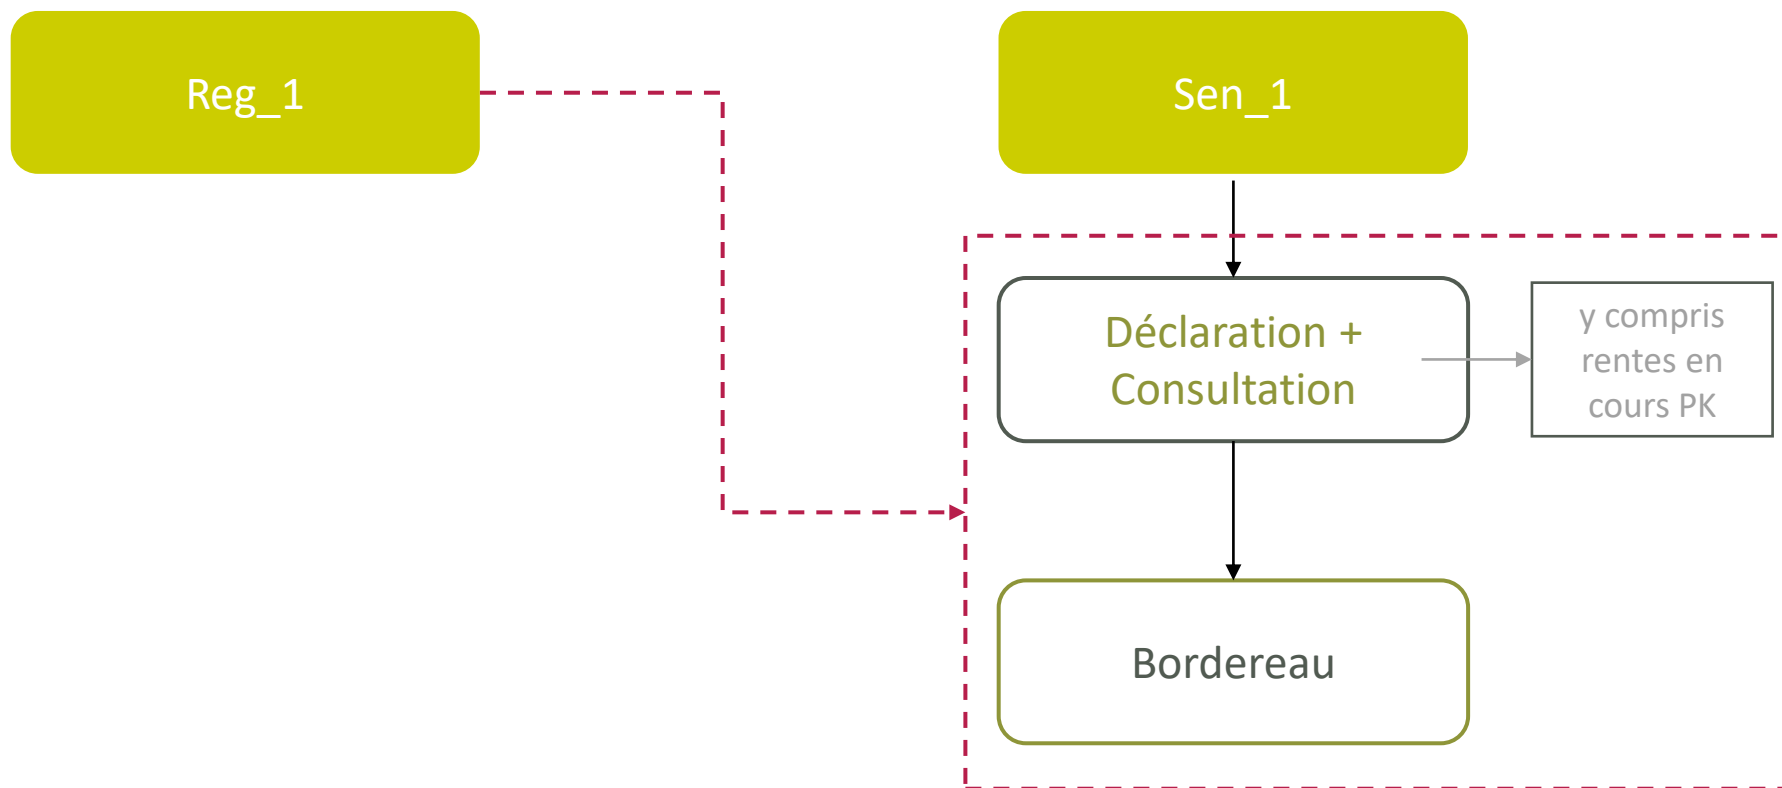 Reg_1
Sen_1
Déclaration +
Consultation
y compris
rentes en
cours PK
Bordereau